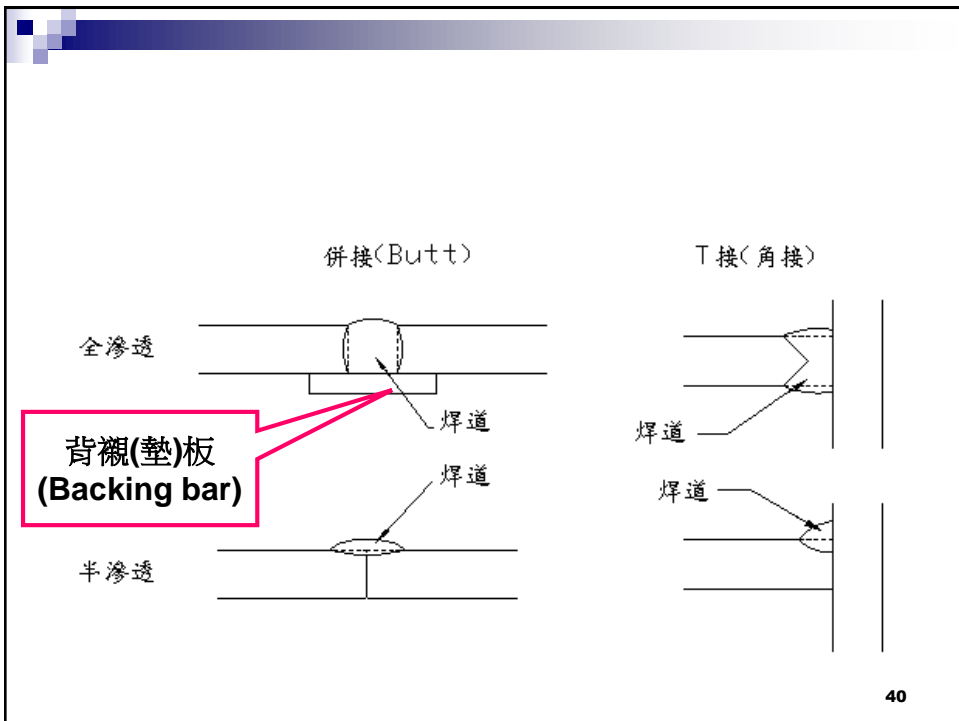 併接(Butt)
T接(角接)
全滲透
焊道
焊道
背襯(墊)板
(Backing bar)
焊道
焊道
半滲透
40